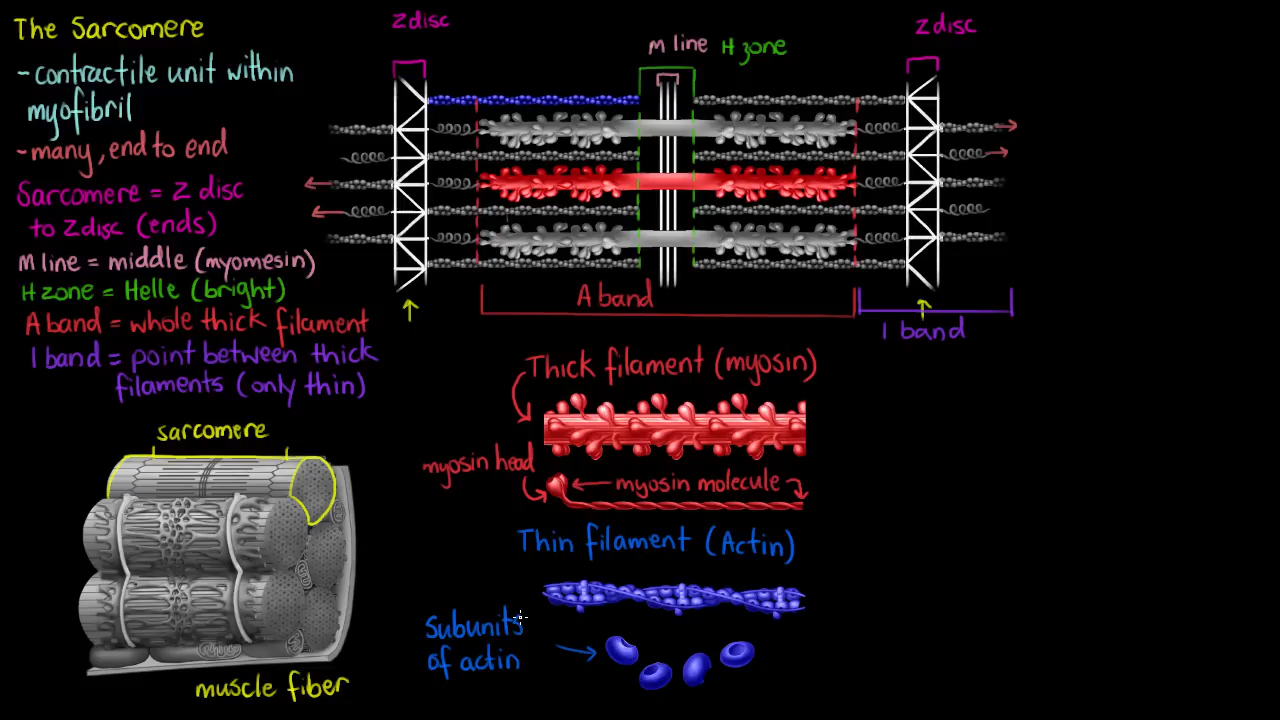 The Sarcomere
-contractile unit within
myofibril
-many, end to end
Sarcomere = Z disc
to Z disc (ends)
M line = middle (myomesin)
H zone = Helle (bright)
A band = whole thick filament
I band = point between thick
filaments (only thin)
sarcomere
muscle fiber
Z disc
M line H zone
Z disc
A band
I band
Thick filament (myosin)
myosin head
myosin molecule
Thin filament (Actin)
Subunits
of actin